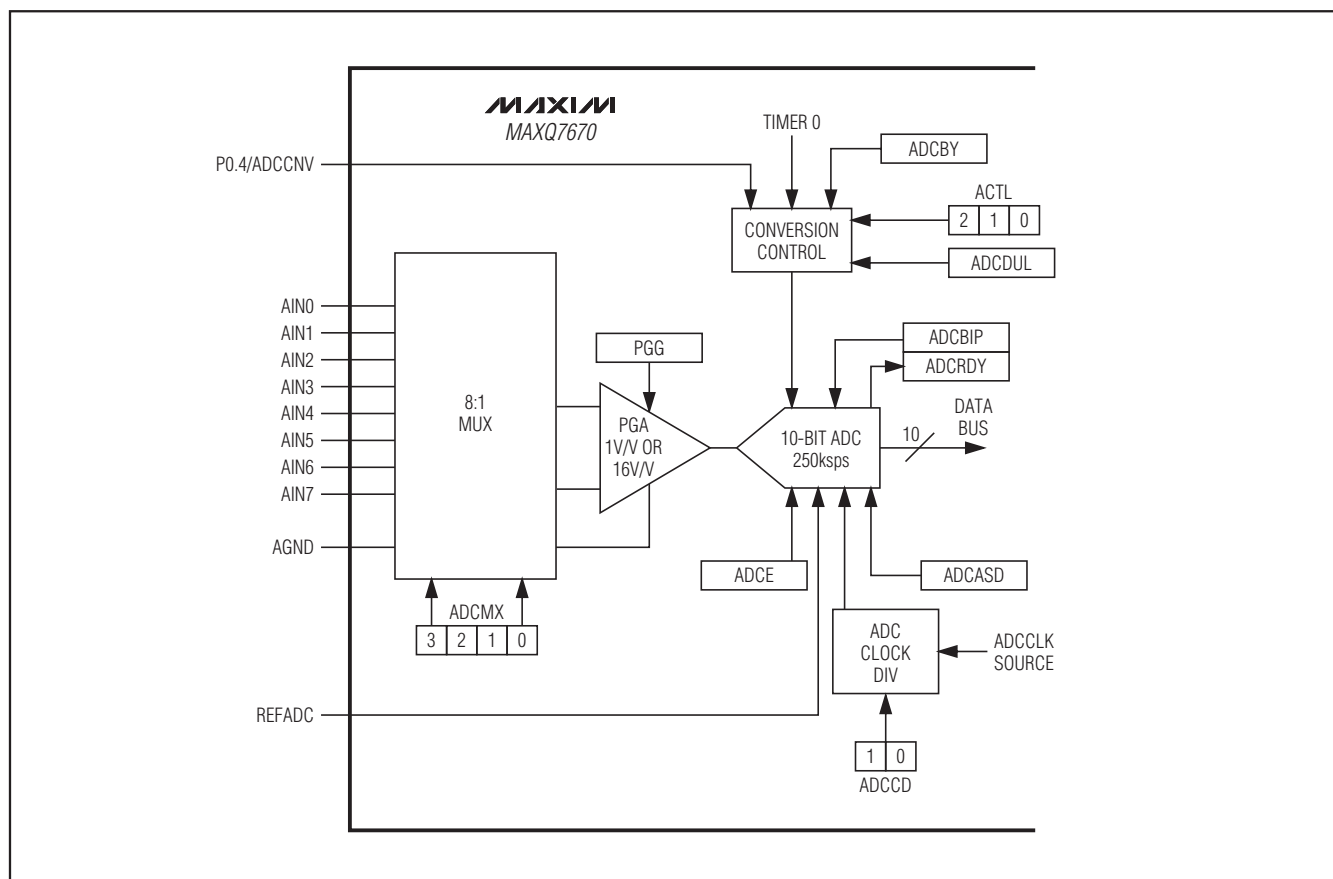 MAXIM
MAXQ7670
TIMER 0
P0.4/ADCCNV
ADCBY
ACTL
2 1 0
CONVERSION
CONTROL
ADCDUL
AIN0
AIN1
AIN2
AIN3
AIN4
AIN5
AIN6
AIN7
AGND
8:1
MUX
PGG
PGA
1V/V OR
16V/V
ADCBIP
ADCRDY
10-BIT ADC
250ksps
10
DATA
BUS
ADCE
ADCASD
ADCMX
3 2 1 0
ADC
CLOCK
DIV
ADCCLK
SOURCE
REFADC
1 0
ADCCD